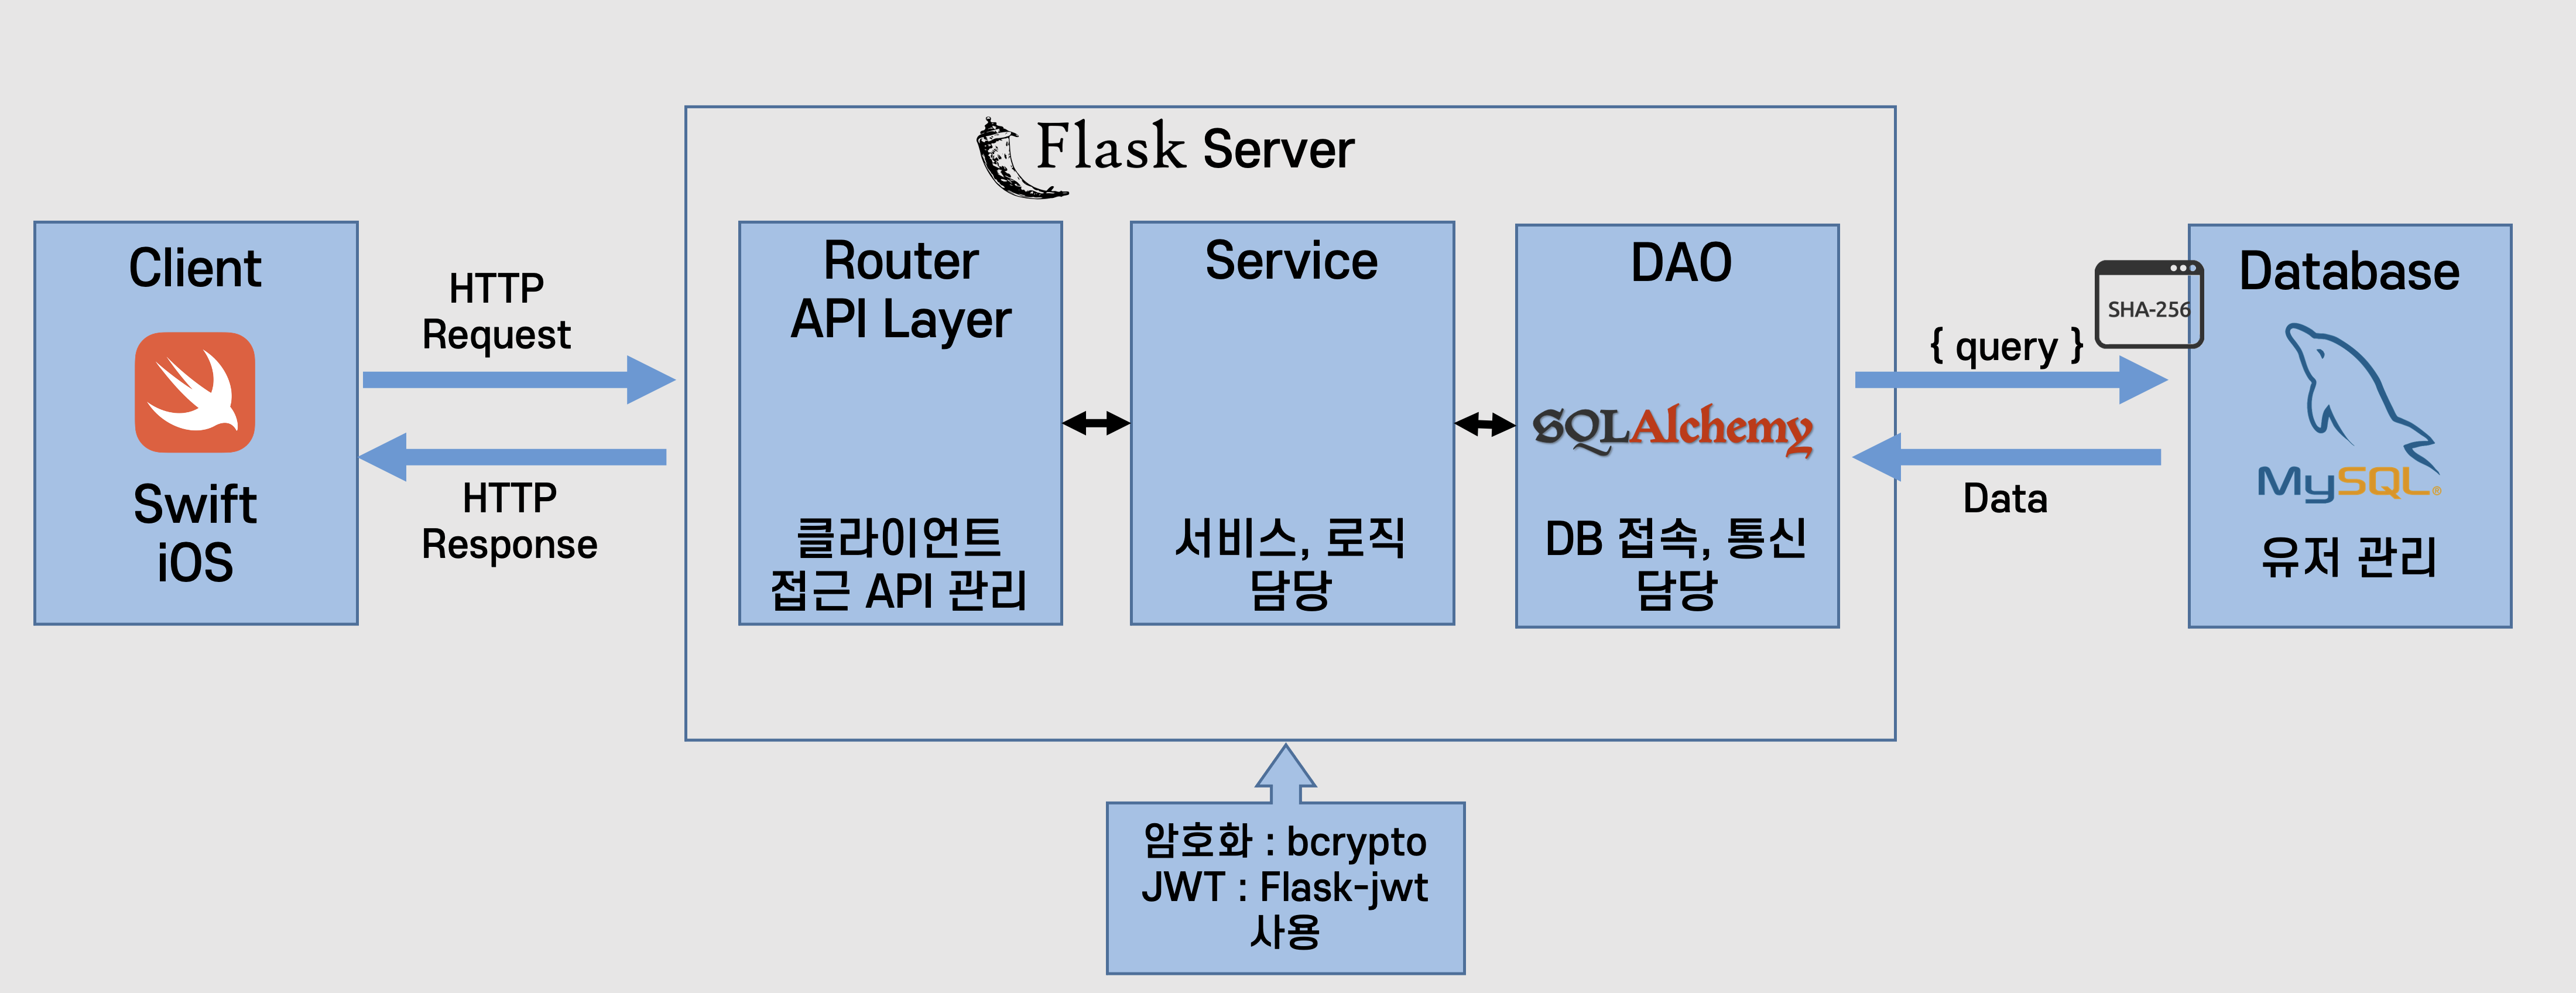 Flask Server
Client
Swift
iOS
HTTP
Request
HTTP
Response
Router
API Layer
클라이언트
접근 API 관리
Service
서비스, 로직
담당
DAO
SQLAlchemy
DB 접속, 통신
담당
{ query }
SHA-256
Data
Database
MySQL®
유저 관리
암호화 : bcrypto
JWT : Flask-jwt
사용